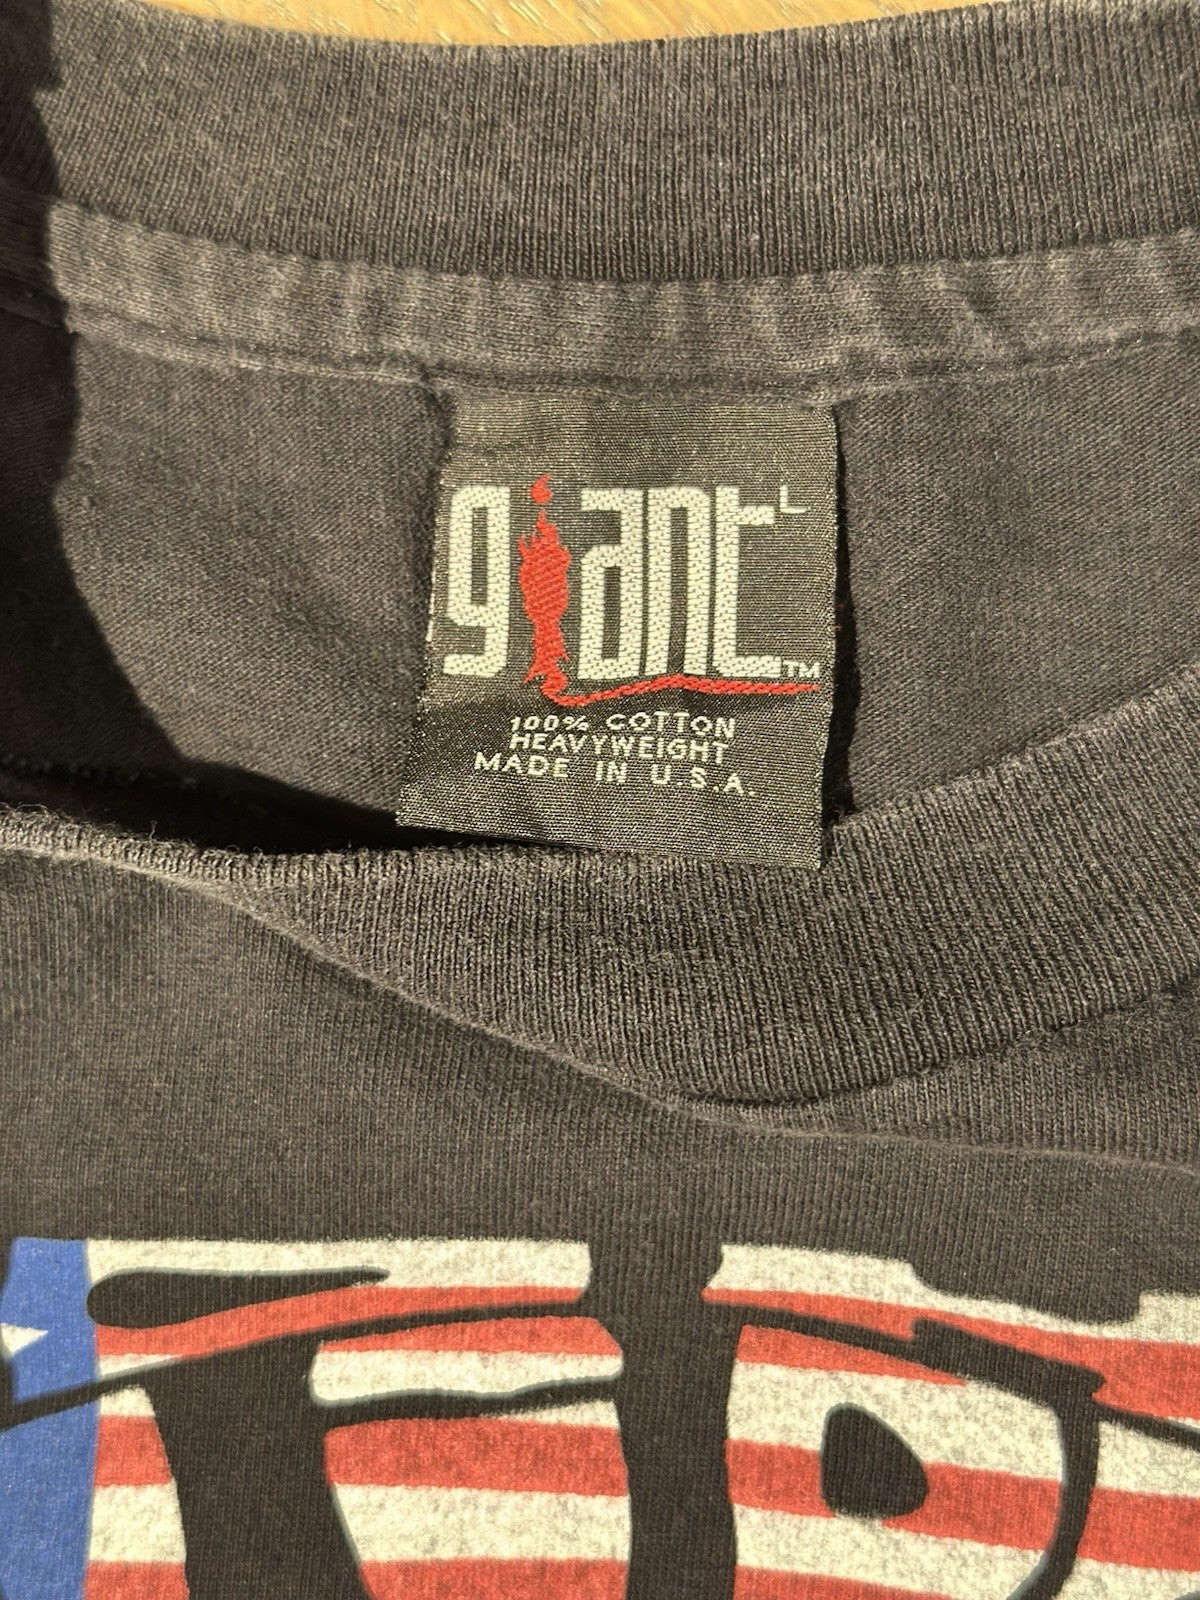 giant L
TM
100% COTTON
HEAVYWEIGHT
MADE IN U.S.A.